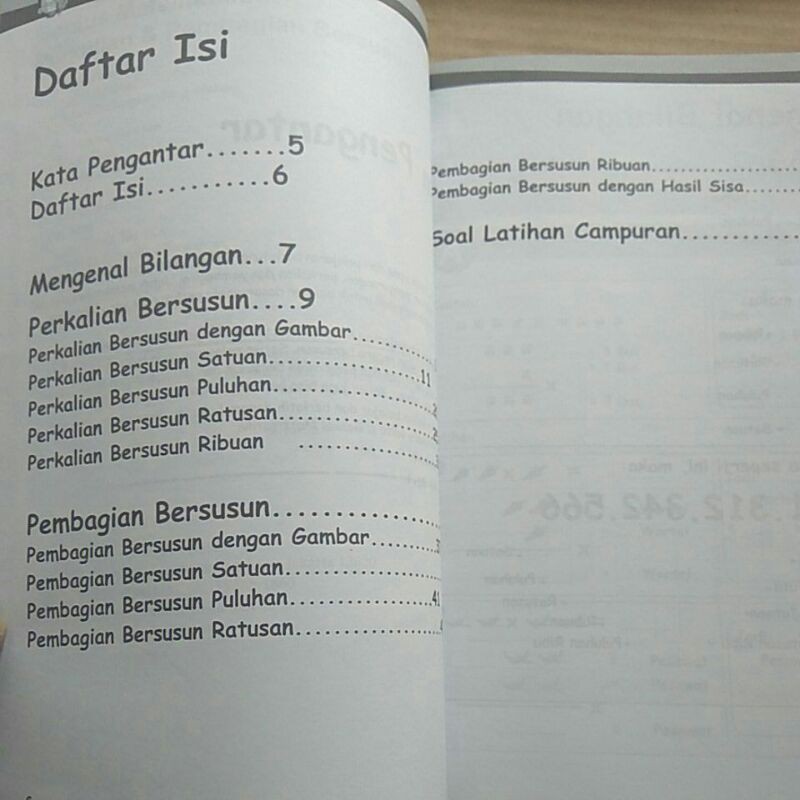 Daftar Isi
Kata Pengantar.......5
Daftar Isi...........6
Mengenal Bilangan...7
Perkalian Bersusun....9
Perkalian Bersusun dengan Gambar..............
Perkalian Bersusun Satuan......................11
Perkalian Bersusun Puluhan.......................
Perkalian Bersusun Ratusan......................
Perkalian Bersusun Ribuan ....................
Pembagian Bersusun..................
Pembagian Bersusun dengan Gambar..........
Pembagian Bersusun Satuan.......................
Pembagian Bersusun Puluhan.....................41
Pembagian Bersusun Ratusan.....................
Pembagian Bersusun Ribuan.....................
Pembagian Bersusun dengan Hasil Sisa........
Soal Latihan Campuran.............